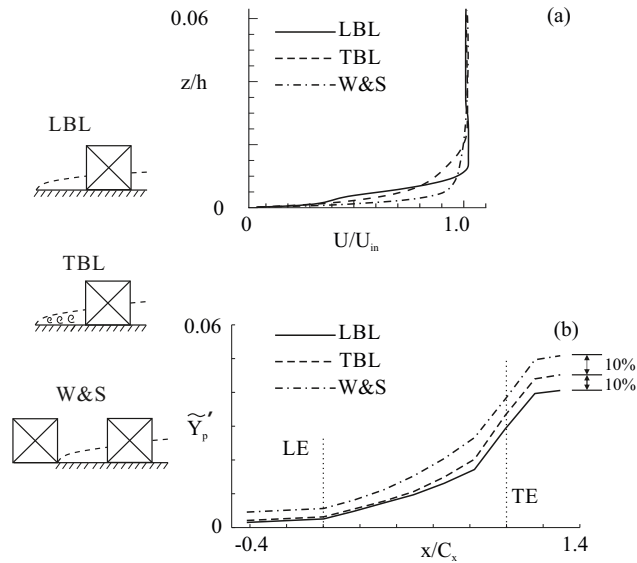 0.06
(a)
LBL
TBL
W&S
z/h
0
0
1.0
U/U_in
LBL
TBL
W&S
0.06
(b)
LBL
TBL
W&S
Ỹ_p′
10%
10%
LE
TE
0
-0.4
x/C_x
1.4